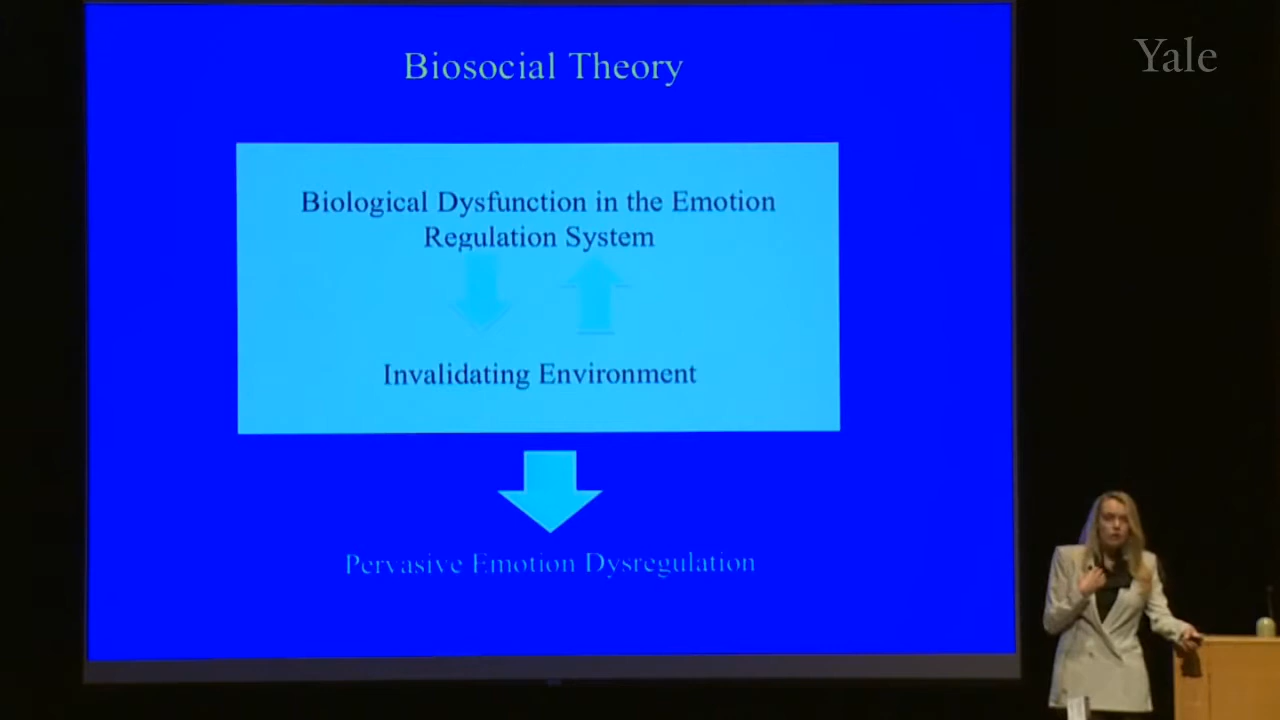 Yale
Biosocial Theory
Biological Dysfunction in the Emotion
Regulation System
Invalidating Environment
Pervasive Emotion Dysregulation